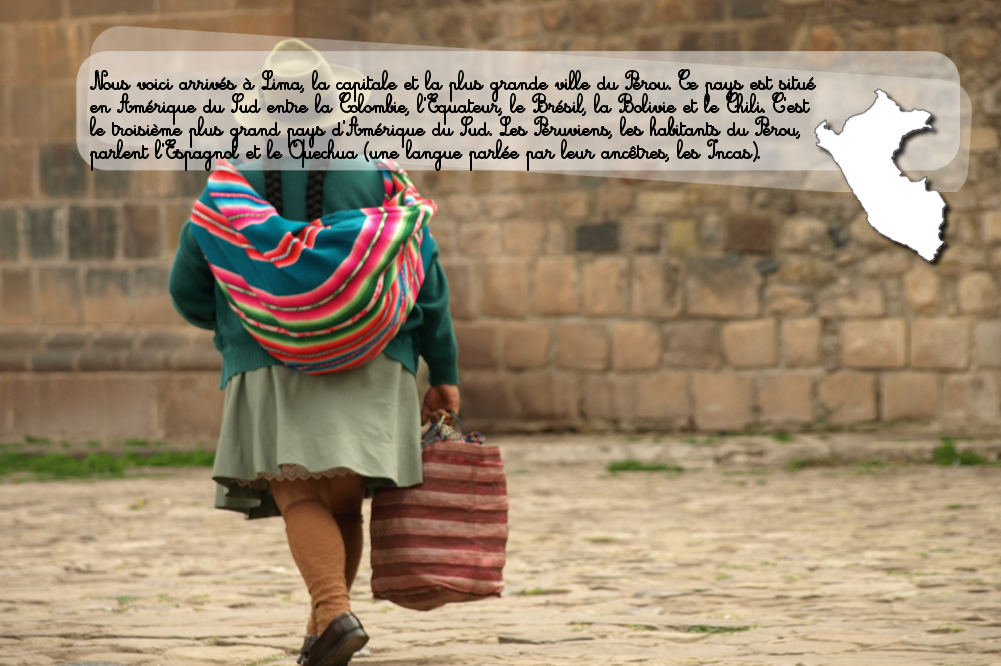 Nous voici arrivés à Lima, la capitale et la plus grande ville du Pérou. Ce pays est situé
en Amérique du Sud entre la Colombie, l'Equateur, le Brésil, la Bolivie et le Chili. C'est
le troisième plus grand pays d'Amérique du Sud. Les Péruviens, les habitants du Pérou,
parlent l'Espagnol et le Quechua (une langue parlée par leur ancêtres, les Incas).